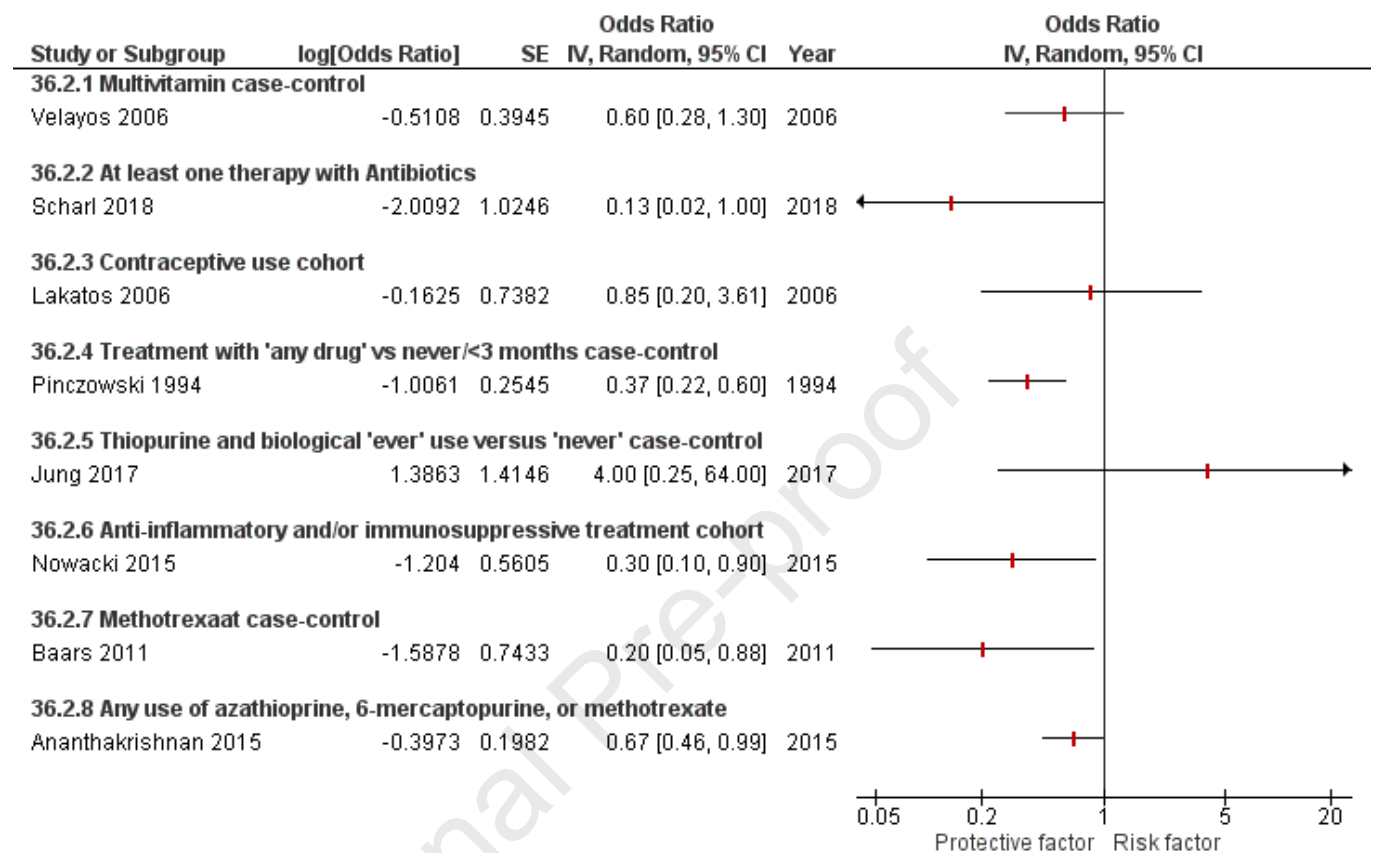 Odds Ratio Odds Ratio
Study or Subgroup log[Odds Ratio] SE IV, Random, 95% CI Year IV, Random, 95% CI
36.2.1 Multivitamin case-control
Velayos 2006 -0.5108 0.3945 0.60 [0.28, 1.30] 2006
36.2.2 At least one therapy with Antibiotics
Scharl 2018 -2.0092 1.0246 0.13 [0.02, 1.00] 2018
36.2.3 Contraceptive use cohort
Lakatos 2006 -0.1625 0.7382 0.85 [0.20, 3.61] 2006
36.2.4 Treatment with 'any drug' vs never/<3 months case-control
Pinczowski 1994 -1.0061 0.2545 0.37 [0.22, 0.60] 1994
36.2.5 Thiopurine and biological 'ever' use versus 'never' case-control
Jung 2017 1.3863 1.4146 4.00 [0.25, 64.00] 2017
36.2.6 Anti-inflammatory and/or immunosuppressive treatment cohort
Nowacki 2015 -1.204 0.5605 0.30 [0.10, 0.90] 2015
36.2.7 Methotrexaat case-control
Baars 2011 -1.5878 0.7433 0.20 [0.05, 0.88] 2011
36.2.8 Any use of azathioprine, 6-mercaptopurine, or methotrexate
Ananthakrishnan 2015 -0.3973 0.1982 0.67 [0.46, 0.99] 2015
0.05 0.2 1 5 20
Protective factor Risk factor
nal Pre-proof